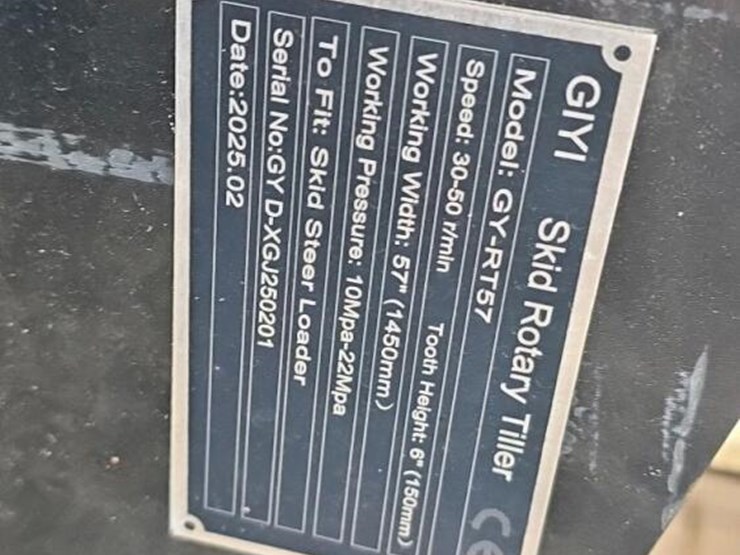 GIYI Skid Rotary Tiller
Model: GY-RT57 CE
Speed: 30-50 r/min Tooth Height: 6" (150mm)
Working Width: 57" (1450mm)
Working Pressure: 10Mpa-22Mpa
To Fit: Skid Steer Loader
Serial No:GY D-XGJ250201
Date:2025.02